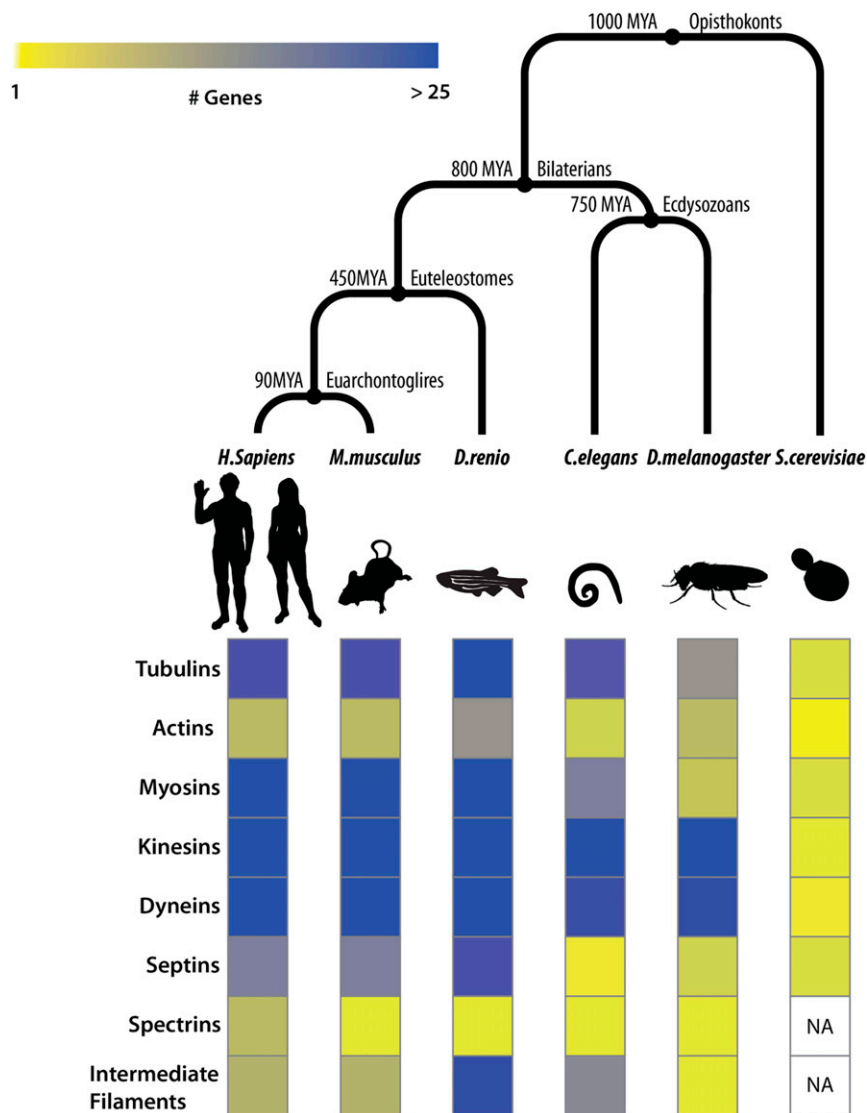 1000 MYA Opisthokonts
1 # Genes > 25
800 MYA Bilaterians
750 MYA Ecdysozoans
450MYA Euteleostomes
90MYA Euarchontoglires
H.Sapiens M.musculus D.renio C.elegans D.melanogaster S.cerevisiae
Tubulins
Actins
Myosins
Kinesins
Dyneins
Septins
Spectrins NA
Intermediate
Filaments NA